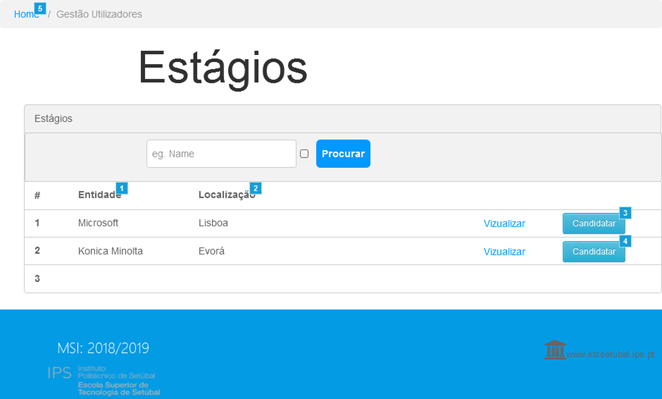 Home 5 / Gestão Utilizadores
Estágios
Estágios
eg. Name Procurar
# Entidade 1 Localização 2
1 Microsoft Lisboa Vizualizar Candidatar 3
2 Konica Minolta Evorá Vizualizar Candidatar 4
3
MSI: 2018/2019
www.estsetubal.ips.pt
IPS Instituto
Politécnico de Setúbal
Escola Superior de
Tecnologia de Setúbal